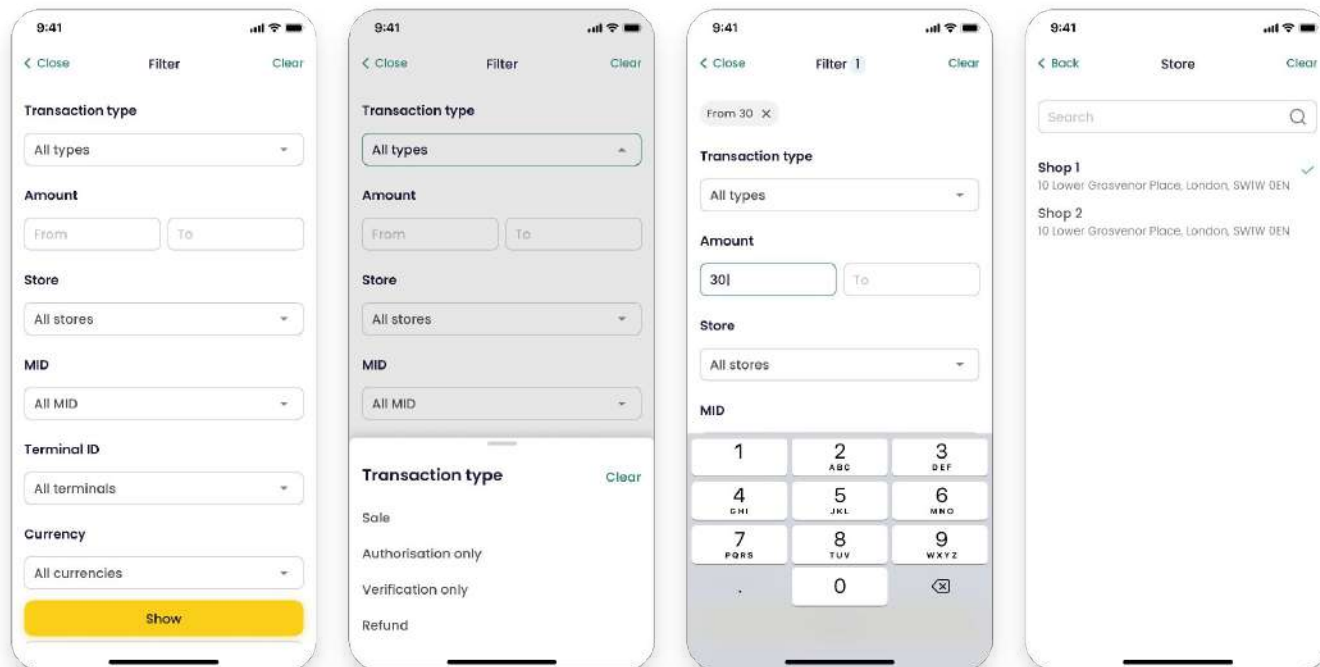 9:41
Close Filter Clear
Transaction type
All types
Amount
From To
Store
All stores
MID
All MID
Terminal ID
All terminals
Currency
All currencies
Show
9:41
Close Filter Clear
Transaction type
All types
Amount
From To
Store
All stores
MID
All MID
Transaction type Clear
Sale
Authorisation only
Verification only
Refund
9:41
Close Filter 1 Clear
From 30
Transaction type
All types
Amount
30 To
Store
All stores
MID
1 2 3
ABC DEF
4 5 6
GHI JKL MNO
7 8 9
PQRS TUV WXYZ
. 0
9:41
Back Store Clear
Search
Shop 1
10 Lower Grosvenor Place, London, SW1W 0EN
Shop 2
10 Lower Grosvenor Place, London, SW1W 0EN